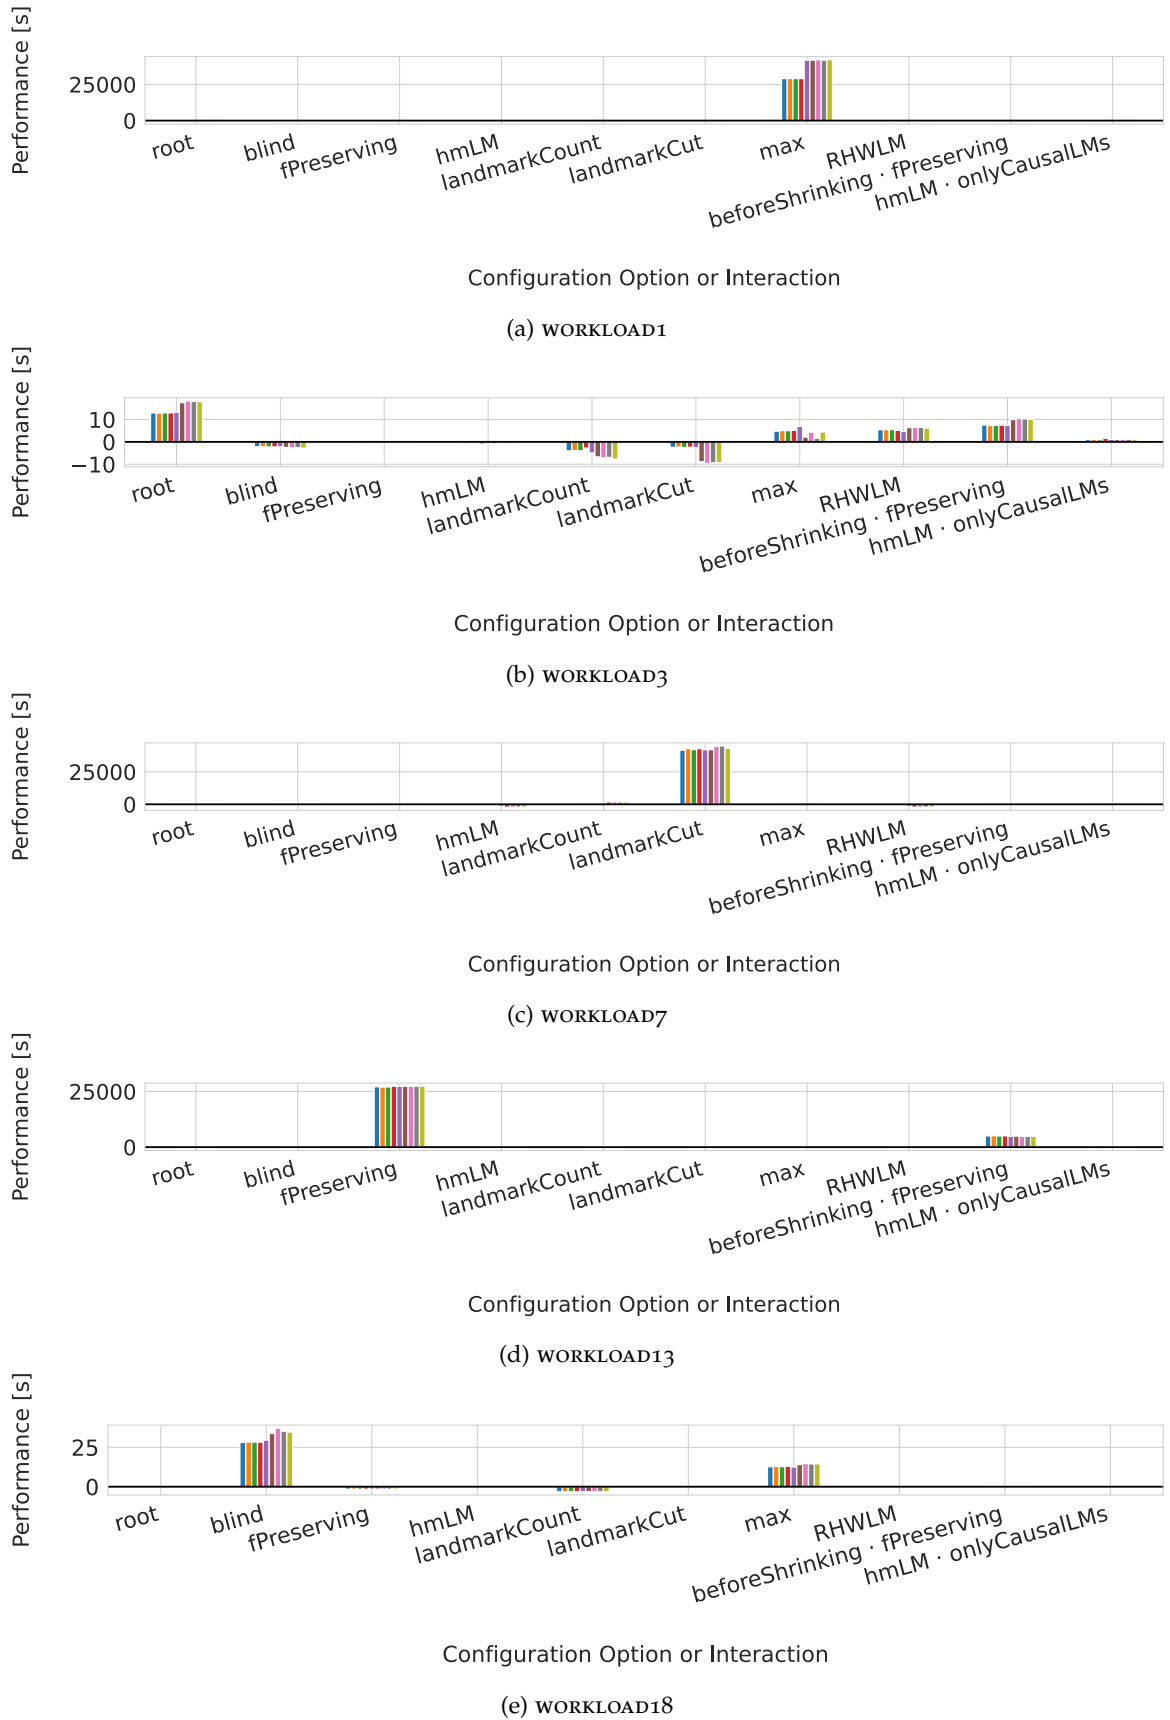 Performance [s]
25000
0
root
blind
fPreserving
hmLM
landmarkCount
landmarkCut
max
RHWLM
beforeShrinking · fPreserving
hmLM · onlyCausalLMs
Configuration Option or Interaction
(a) WORKLOAD1
Performance [s]
10
0
−10
root
blind
fPreserving
hmLM
landmarkCount
landmarkCut
max
RHWLM
beforeShrinking · fPreserving
hmLM · onlyCausalLMs
Configuration Option or Interaction
(b) WORKLOAD3
Performance [s]
25000
0
root
blind
fPreserving
hmLM
landmarkCount
landmarkCut
max
RHWLM
beforeShrinking · fPreserving
hmLM · onlyCausalLMs
Configuration Option or Interaction
(c) WORKLOAD7
Performance [s]
25000
0
root
blind
fPreserving
hmLM
landmarkCount
landmarkCut
max
RHWLM
beforeShrinking · fPreserving
hmLM · onlyCausalLMs
Configuration Option or Interaction
(d) WORKLOAD13
Performance [s]
25
0
root
blind
fPreserving
hmLM
landmarkCount
landmarkCut
max
RHWLM
beforeShrinking · fPreserving
hmLM · onlyCausalLMs
Configuration Option or Interaction
(e) WORKLOAD18